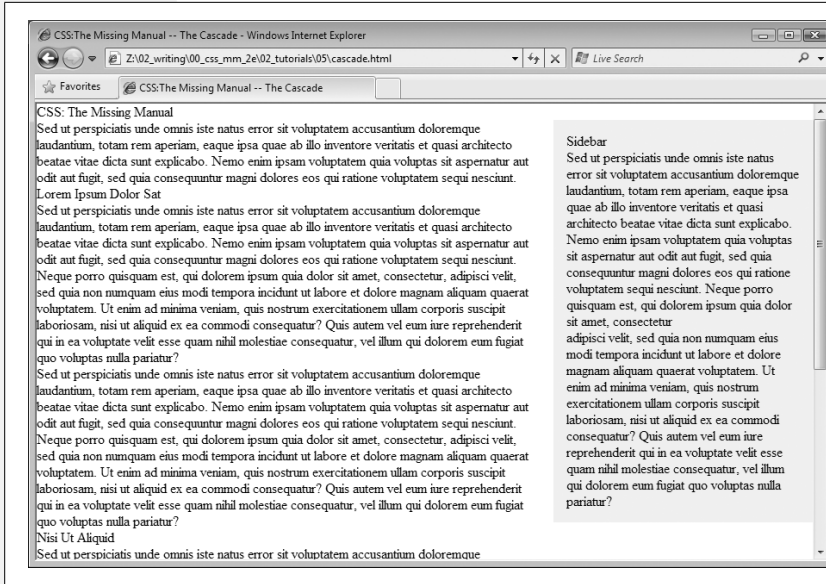 CSS:The Missing Manual -- The Cascade - Windows Internet Explorer
Z:\02_writing\00_css_mm_2e\02_tutorials\05\cascade.html
Live Search
Favorites
CSS:The Missing Manual -- The Cascade
CSS: The Missing Manual
Sed ut perspiciatis unde omnis iste natus error sit voluptatem accusantium doloremque
laudantium, totam rem aperiam, eaque ipsa quae ab illo inventore veritatis et quasi architecto
beatae vitae dicta sunt explicabo. Nemo enim ipsam voluptatem quia voluptas sit aspernatur aut
odit aut fugit, sed quia consequuntur magni dolores eos qui ratione voluptatem sequi nesciunt.
Lorem Ipsum Dolor Sat
Sed ut perspiciatis unde omnis iste natus error sit voluptatem accusantium doloremque
laudantium, totam rem aperiam, eaque ipsa quae ab illo inventore veritatis et quasi architecto
beatae vitae dicta sunt explicabo. Nemo enim ipsam voluptatem quia voluptas sit aspernatur aut
odit aut fugit, sed quia consequuntur magni dolores eos qui ratione voluptatem sequi nesciunt.
Neque porro quisquam est, qui dolorem ipsum quia dolor sit amet, consectetur, adipisci velit,
sed quia non numquam eius modi tempora incidunt ut labore et dolore magnam aliquam quaerat
voluptatem. Ut enim ad minima veniam, quis nostrum exercitationem ullam corporis suscipit
laboriosam, nisi ut aliquid ex ea commodi consequatur? Quis autem vel eum iure reprehenderit
qui in ea voluptate velit esse quam nihil molestiae consequatur, vel illum qui dolorem eum fugiat
quo voluptas nulla pariatur?
Sed ut perspiciatis unde omnis iste natus error sit voluptatem accusantium doloremque
laudantium, totam rem aperiam, eaque ipsa quae ab illo inventore veritatis et quasi architecto
beatae vitae dicta sunt explicabo. Nemo enim ipsam voluptatem quia voluptas sit aspernatur aut
odit aut fugit, sed quia consequuntur magni dolores eos qui ratione voluptatem sequi nesciunt.
Neque porro quisquam est, qui dolorem ipsum quia dolor sit amet, consectetur, adipisci velit,
sed quia non numquam eius modi tempora incidunt ut labore et dolore magnam aliquam quaerat
voluptatem. Ut enim ad minima veniam, quis nostrum exercitationem ullam corporis suscipit
laboriosam, nisi ut aliquid ex ea commodi consequatur? Quis autem vel eum iure reprehenderit
qui in ea voluptate velit esse quam nihil molestiae consequatur, vel illum qui dolorem eum fugiat
quo voluptas nulla pariatur?
Nisi Ut Aliquid
Sed ut perspiciatis unde omnis iste natus error sit voluptatem accusantium doloremque
Sidebar
Sed ut perspiciatis unde omnis iste natus
error sit voluptatem accusantium doloremque
laudantium, totam rem aperiam, eaque ipsa
quae ab illo inventore veritatis et quasi
architecto beatae vitae dicta sunt explicabo.
Nemo enim ipsam voluptatem quia voluptas
sit aspernatur aut odit aut fugit, sed quia
consequuntur magni dolores eos qui ratione
voluptatem sequi nesciunt. Neque porro
quisquam est, qui dolorem ipsum quia dolor
sit amet, consectetur
adipisci velit, sed quia non numquam eius
modi tempora incidunt ut labore et dolore
magnam aliquam quaerat voluptatem. Ut
enim ad minima veniam, quis nostrum
exercitationem ullam corporis suscipit
laboriosam, nisi ut aliquid ex ea commodi
consequatur? Quis autem vel eum iure
reprehenderit qui in ea voluptate velit esse
quam nihil molestiae consequatur, vel illum
qui dolorem eum fugiat quo voluptas nulla
pariatur?